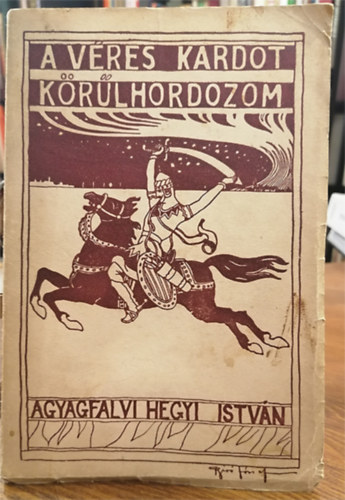 A VÉRES KARDOT
KÖRÜLHORDOZOM
AGYAGFALVI HEGYI ISTVÁN